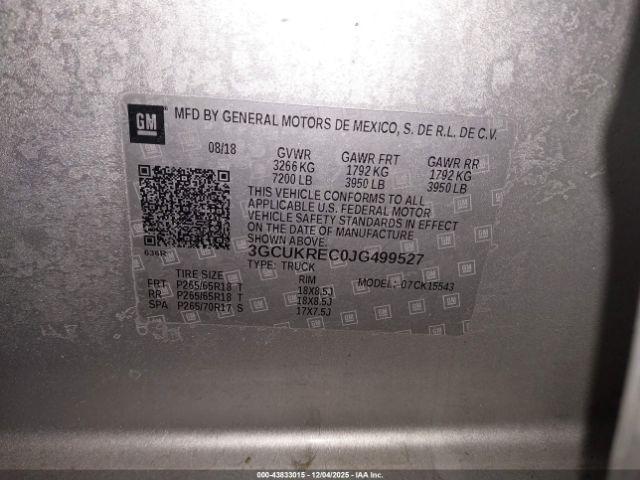 GM
MFD BY GENERAL MOTORS DE MEXICO, S. DE R.L. DE C.V.
08/18 GVWR GAWR FRT GAWR RR
3266 KG 1792 KG 1792 KG
7200 LB 3950 LB 3950 LB
THIS VEHICLE CONFORMS TO ALL
APPLICABLE U.S. FEDERAL MOTOR
VEHICLE SAFETY STANDARDS IN EFFECT
ON THE DATE OF MANUFACTURE
SHOWN ABOVE.
636R 3GCUKREC0JG499527
TYPE: TRUCK
TIRE SIZE RIM MODEL: 07CK15543
FRT P265/65R18 T 18X8.5J
RR P265/65R18 T 18X8.5J
SPA P265/70R17 S 17X7.5J
000-43833015 - 12/04/2025 - IAAI.com